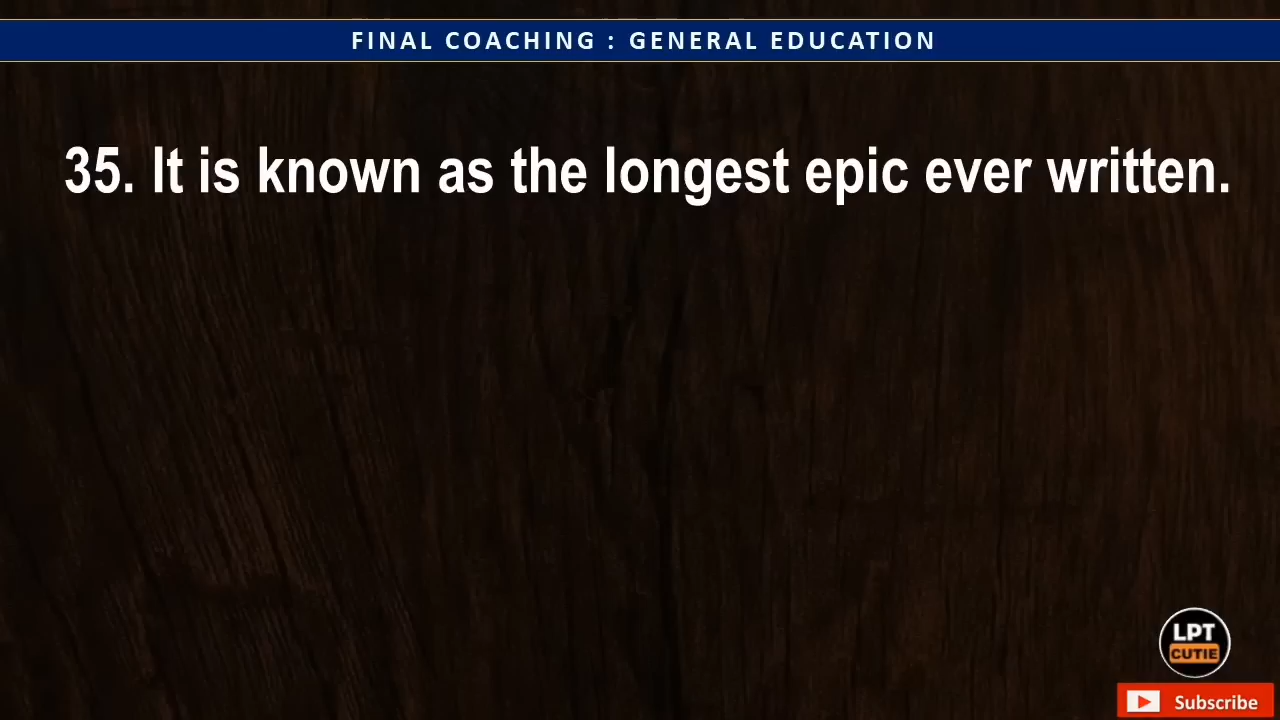 FINAL COACHING : GENERAL EDUCATION
35. It is known as the longest epic ever written.
LPT
CUTIE
Subscribe